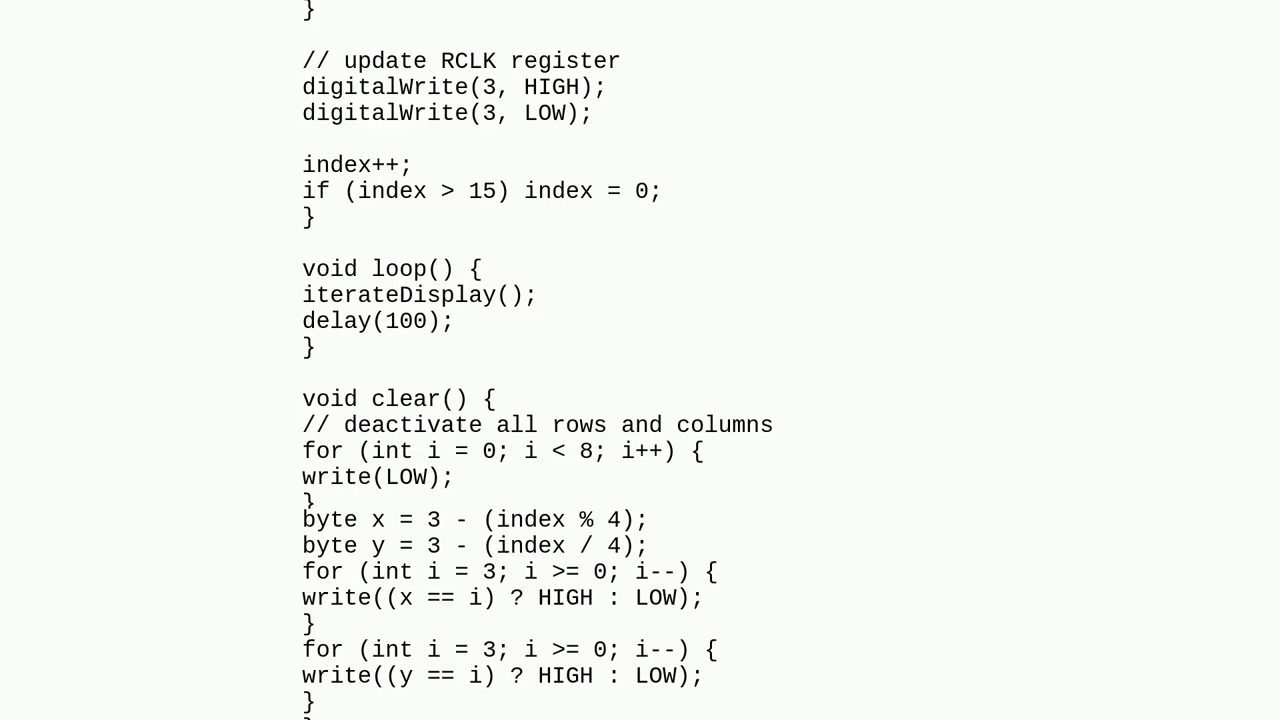 }

// update RCLK register
digitalWrite(3, HIGH);
digitalWrite(3, LOW);

index++;
if (index > 15) index = 0;
}

void loop() {
iterateDisplay();
delay(100);
}

void clear() {
// deactivate all rows and columns
for (int i = 0; i < 8; i++) {
write(LOW);
}
byte x = 3 - (index % 4);
byte y = 3 - (index / 4);
for (int i = 3; i >= 0; i--) {
write((x == i) ? HIGH : LOW);
}
for (int i = 3; i >= 0; i--) {
write((y == i) ? HIGH : LOW);
}
}